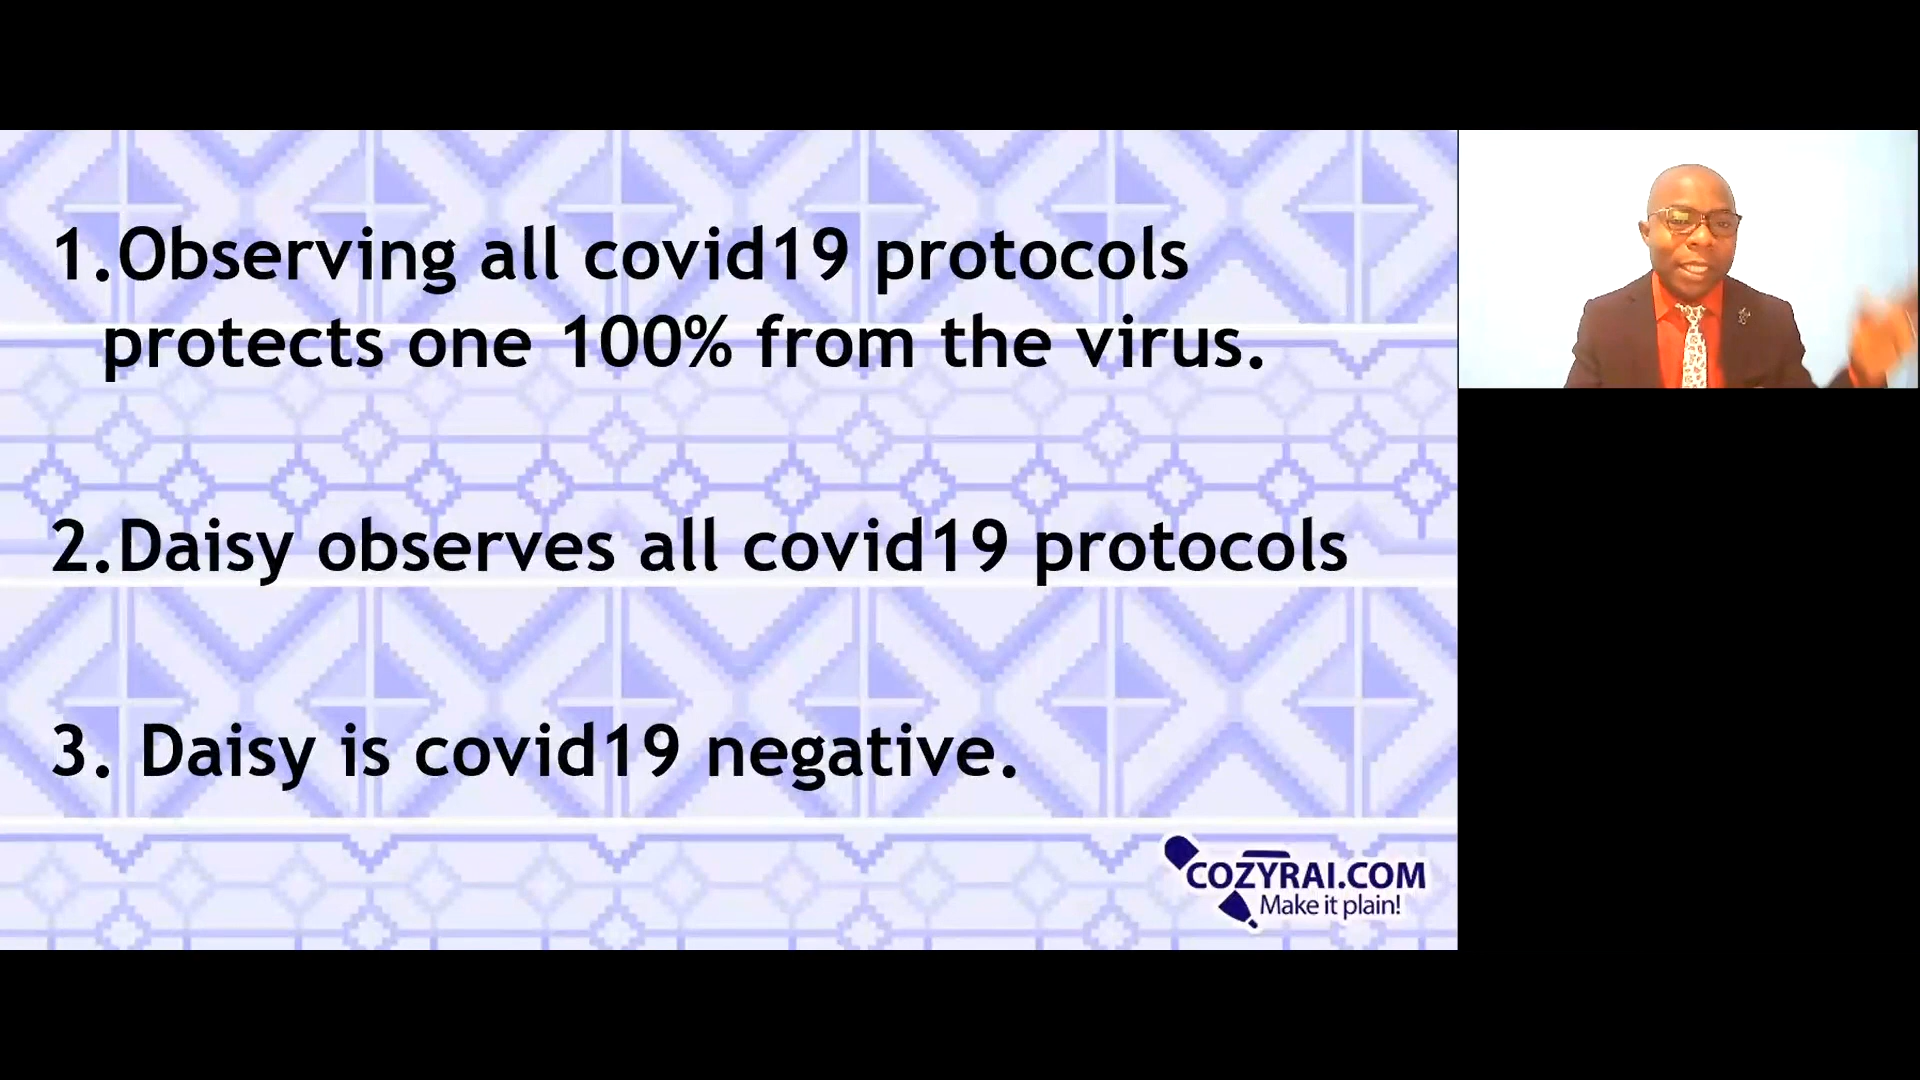 1.Observing all covid19 protocols
protects one 100% from the virus.
2.Daisy observes all covid19 protocols
3. Daisy is covid19 negative.
COZYRAI.COM
Make it plain!